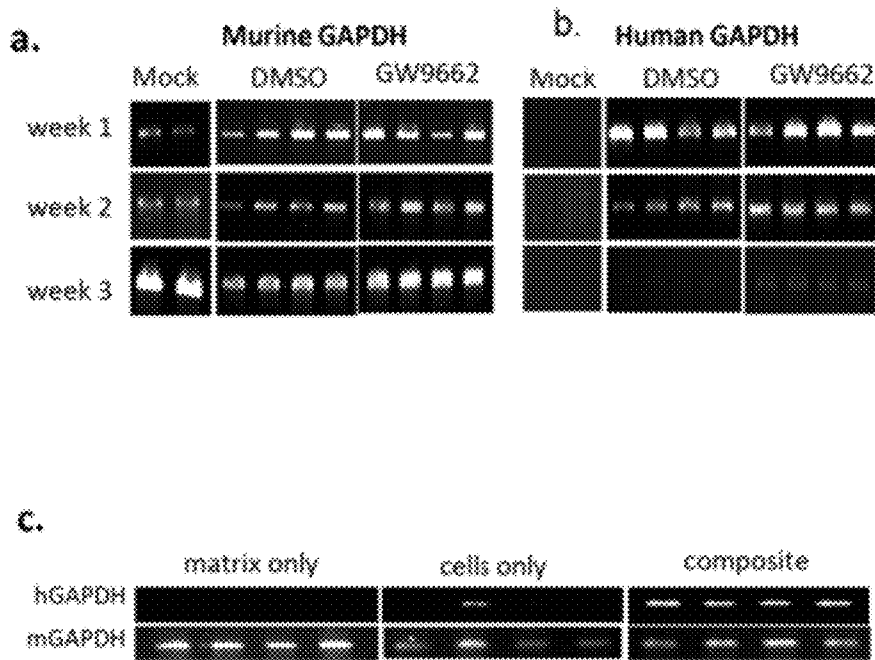 a. Murine GAPDH b. Human GAPDH
Mock DMSO GW9662 Mock DMSO GW9662
week 1
week 2
week 3
c.
matrix only cells only composite
hGAPDH
mGAPDH